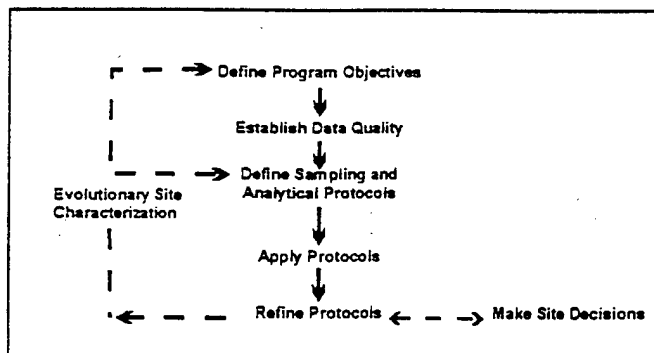 Define Program Objectives
Establish Data Quality
Define Sampling and
Analytical Protocols
Evolutionary Site
Characterization
Apply Protocols
Refine Protocols
Make Site Decisions